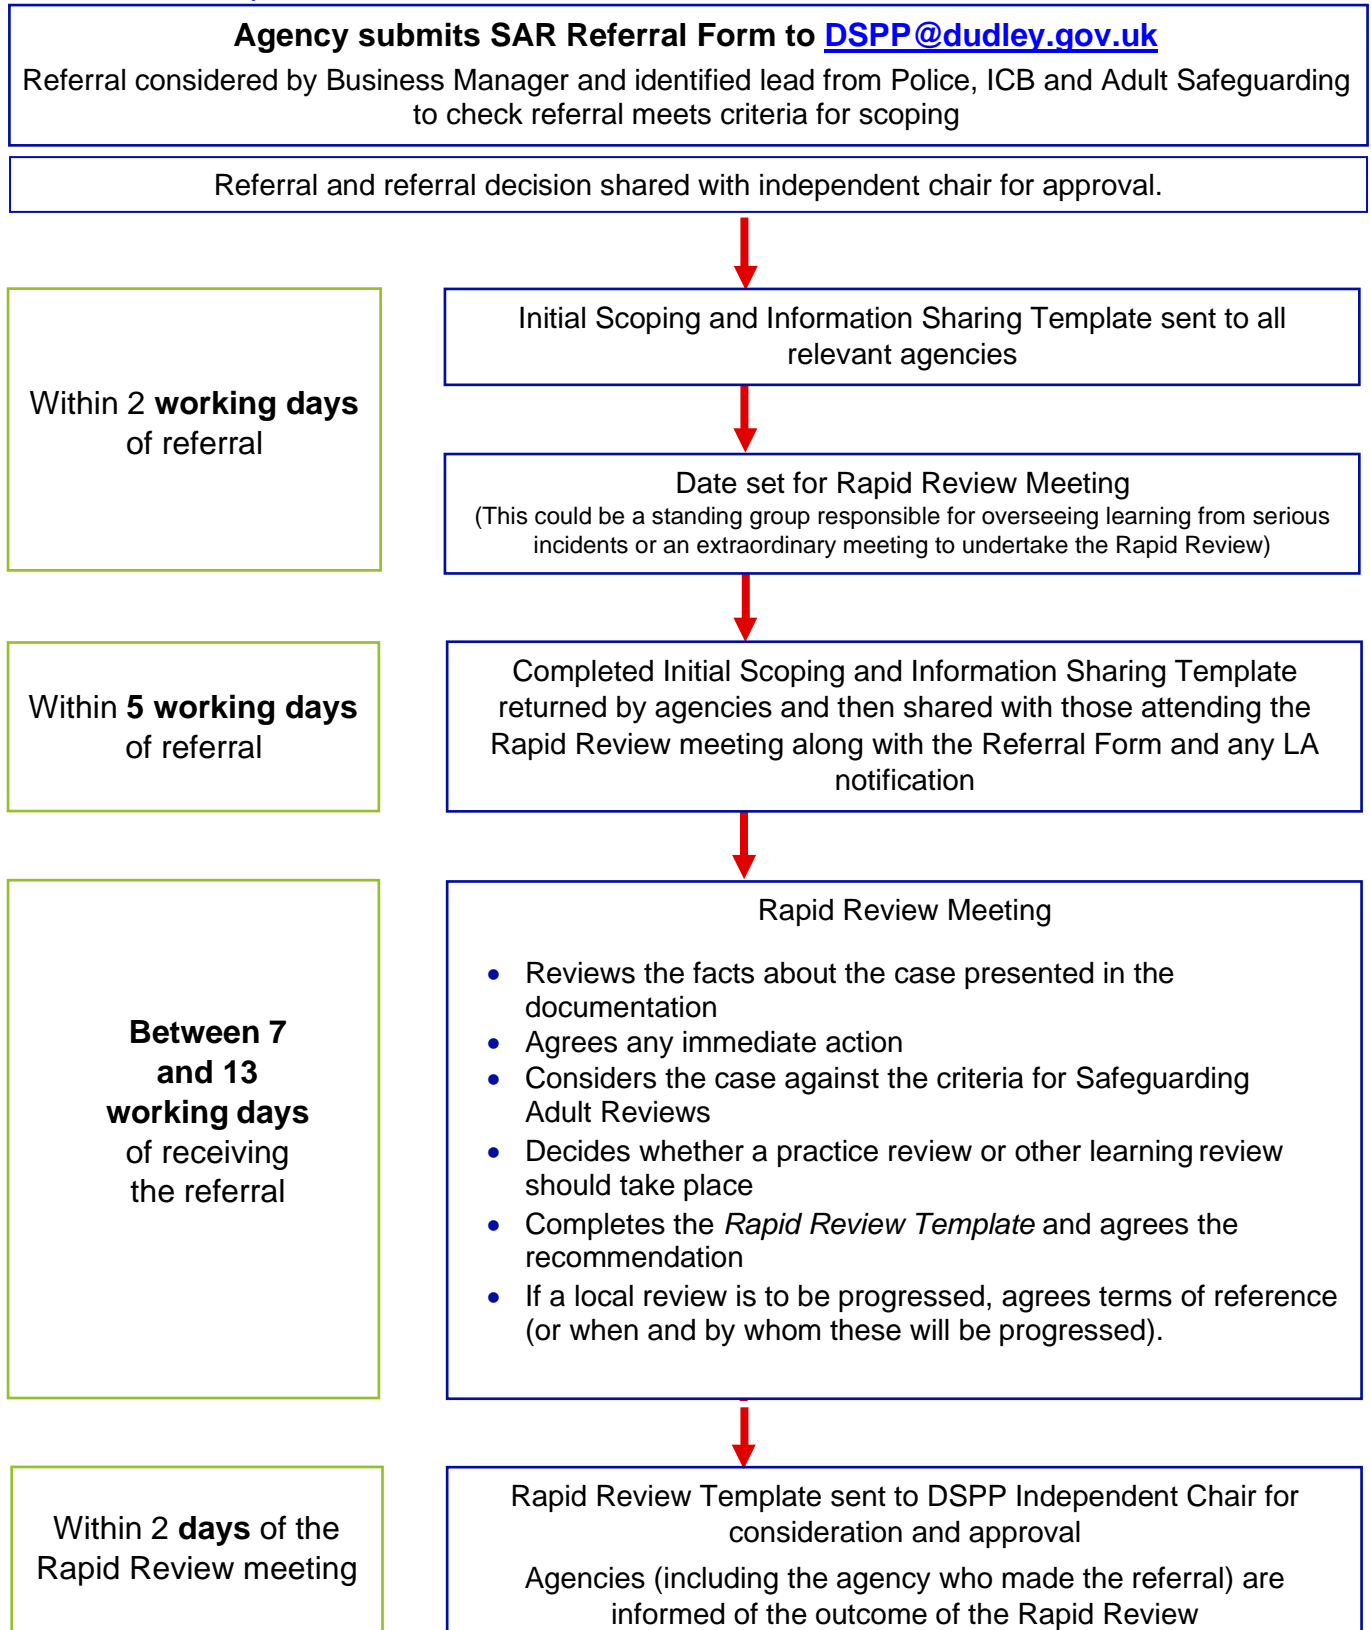 Agency submits SAR Referral Form to DSPP@dudley.gov.uk
Referral considered by Business Manager and identified lead from Police, ICB and Adult Safeguarding
to check referral meets criteria for scoping
Referral and referral decision shared with independent chair for approval.
Within 2 working days
of referral
Initial Scoping and Information Sharing Template sent to all
relevant agencies
Date set for Rapid Review Meeting
(This could be a standing group responsible for overseeing learning from serious
incidents or an extraordinary meeting to undertake the Rapid Review)
Within 5 working days
of referral
Completed Initial Scoping and Information Sharing Template
returned by agencies and then shared with those attending the
Rapid Review meeting along with the Referral Form and any LA
notification
Between 7
and 13
working days
of receiving
the referral
Rapid Review Meeting
• Reviews the facts about the case presented in the
documentation
• Agrees any immediate action
• Considers the case against the criteria for Safeguarding
Adult Reviews
• Decides whether a practice review or other learning review
should take place
• Completes the Rapid Review Template and agrees the
recommendation
• If a local review is to be progressed, agrees terms of reference
(or when and by whom these will be progressed).
Within 2 days of the
Rapid Review meeting
Rapid Review Template sent to DSPP Independent Chair for
consideration and approval
Agencies (including the agency who made the referral) are
informed of the outcome of the Rapid Review